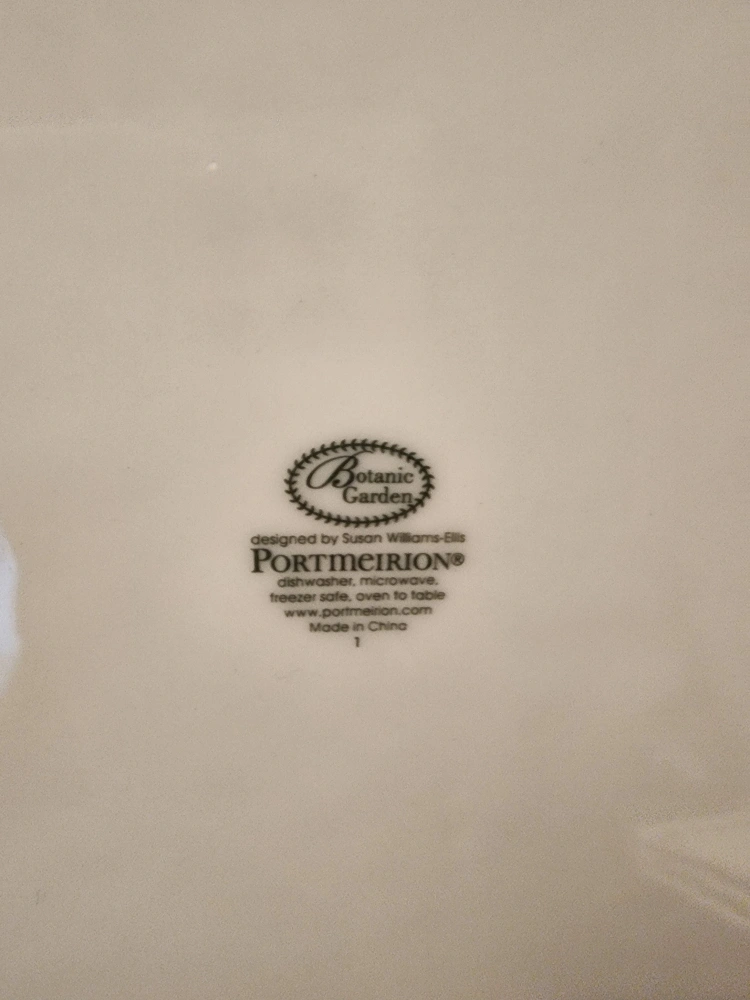 Botanic
Garden
designed by Susan Williams-Ellis
PORTMEIRION®
dishwasher, microwave,
freezer safe, oven to table
www.portmeirion.com
Made in China
1